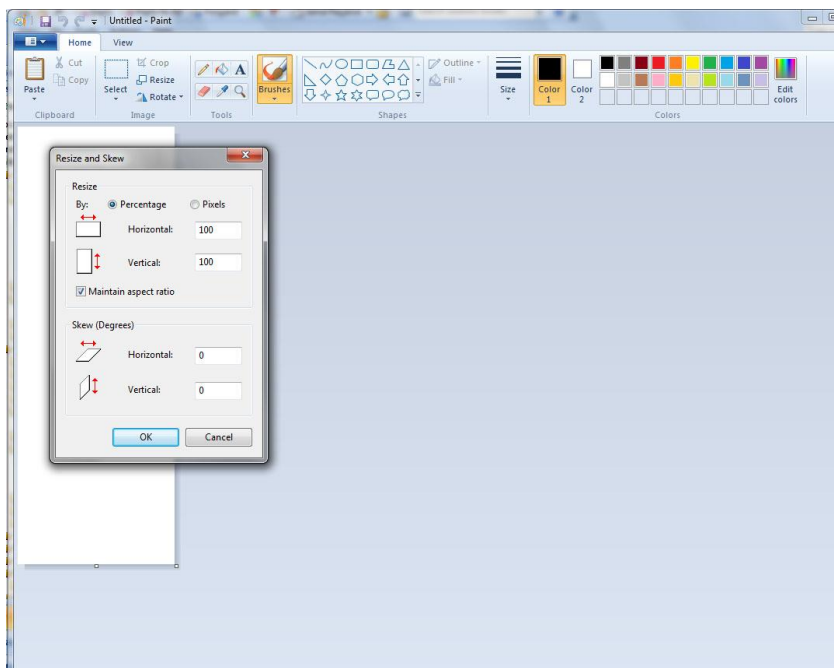 Untitled - Paint
Home View
Cut
Copy
Paste
Clipboard
Select
Crop
Resize
Rotate
Image
A
Tools
Brushes
Outline
Fill
Shapes
Size
Color 1
Color 2
Edit colors
Colors
Resize and Skew
Resize
By: Percentage Pixels
Horizontal: 100
Vertical: 100
Maintain aspect ratio
Skew (Degrees)
Horizontal: 0
Vertical: 0
OK Cancel